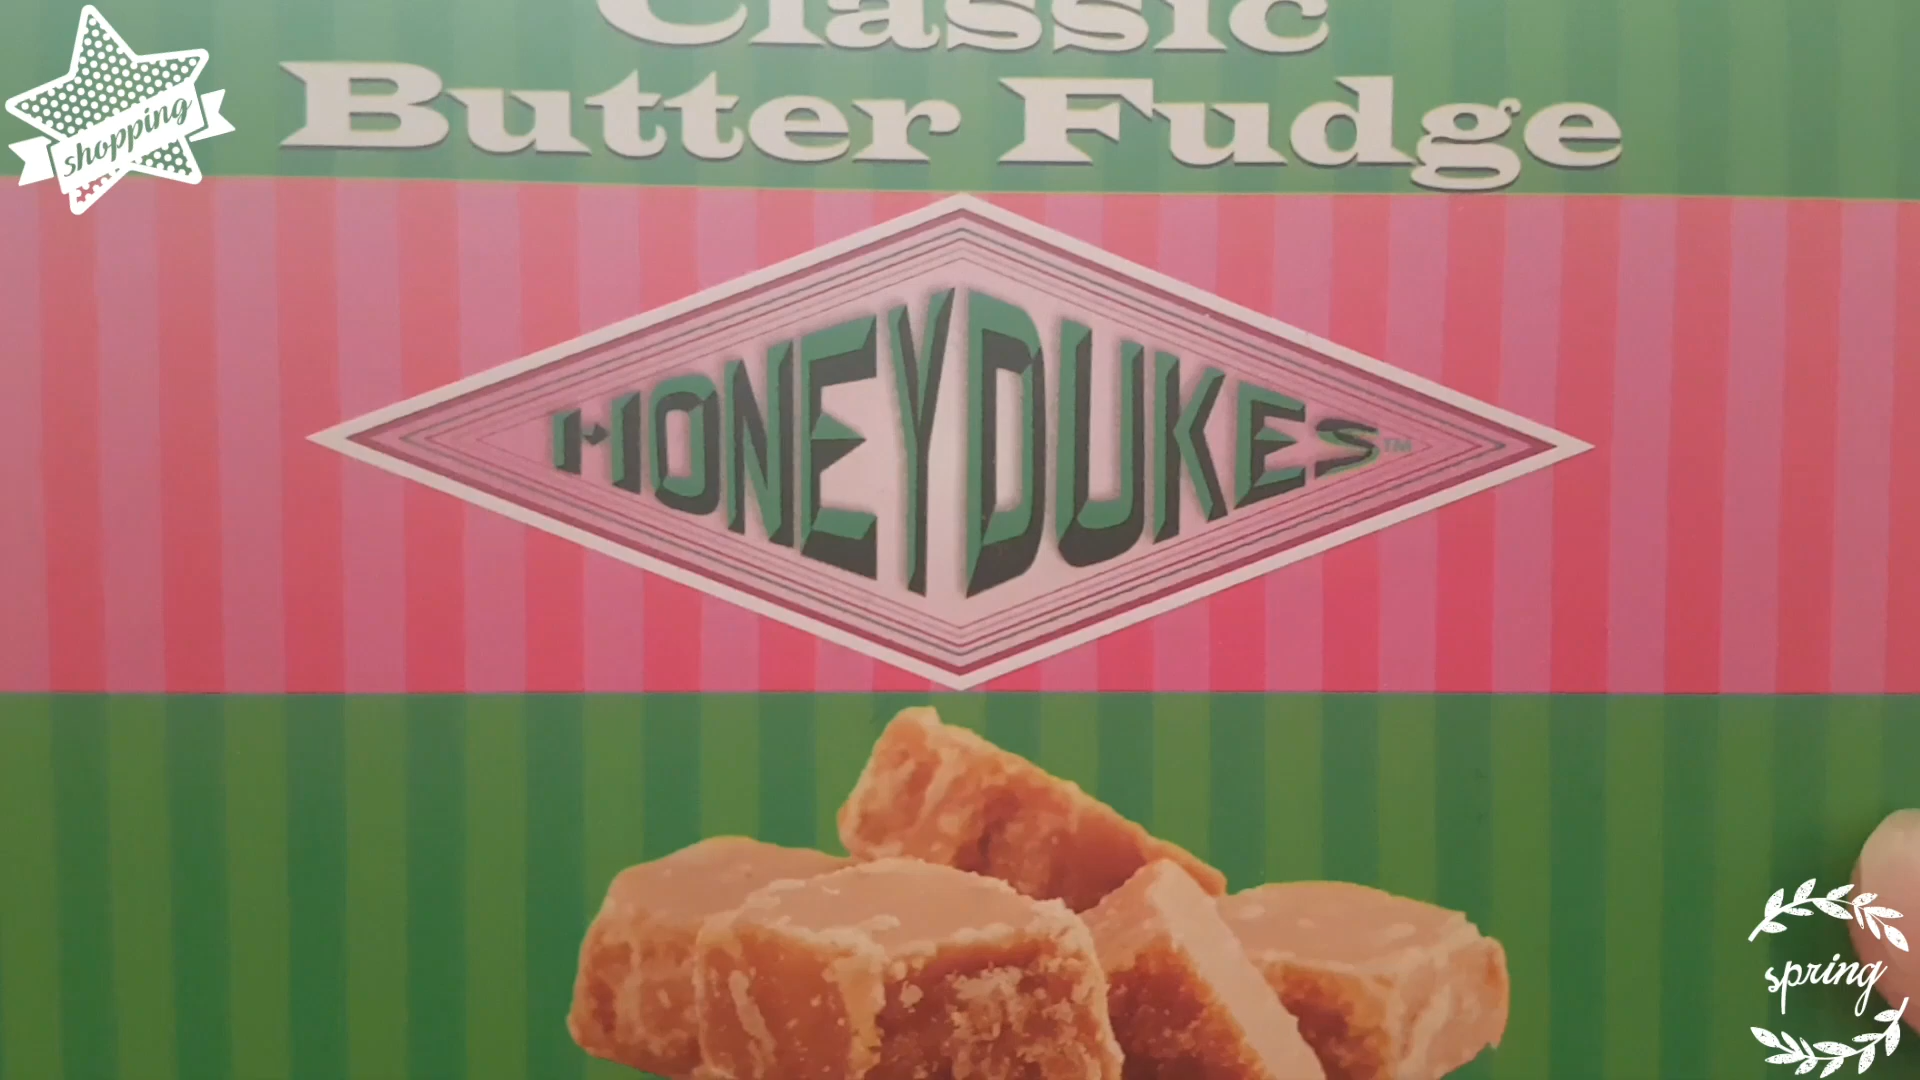 Classic
Butter Fudge
shopping
HONEYDUKES™
spring